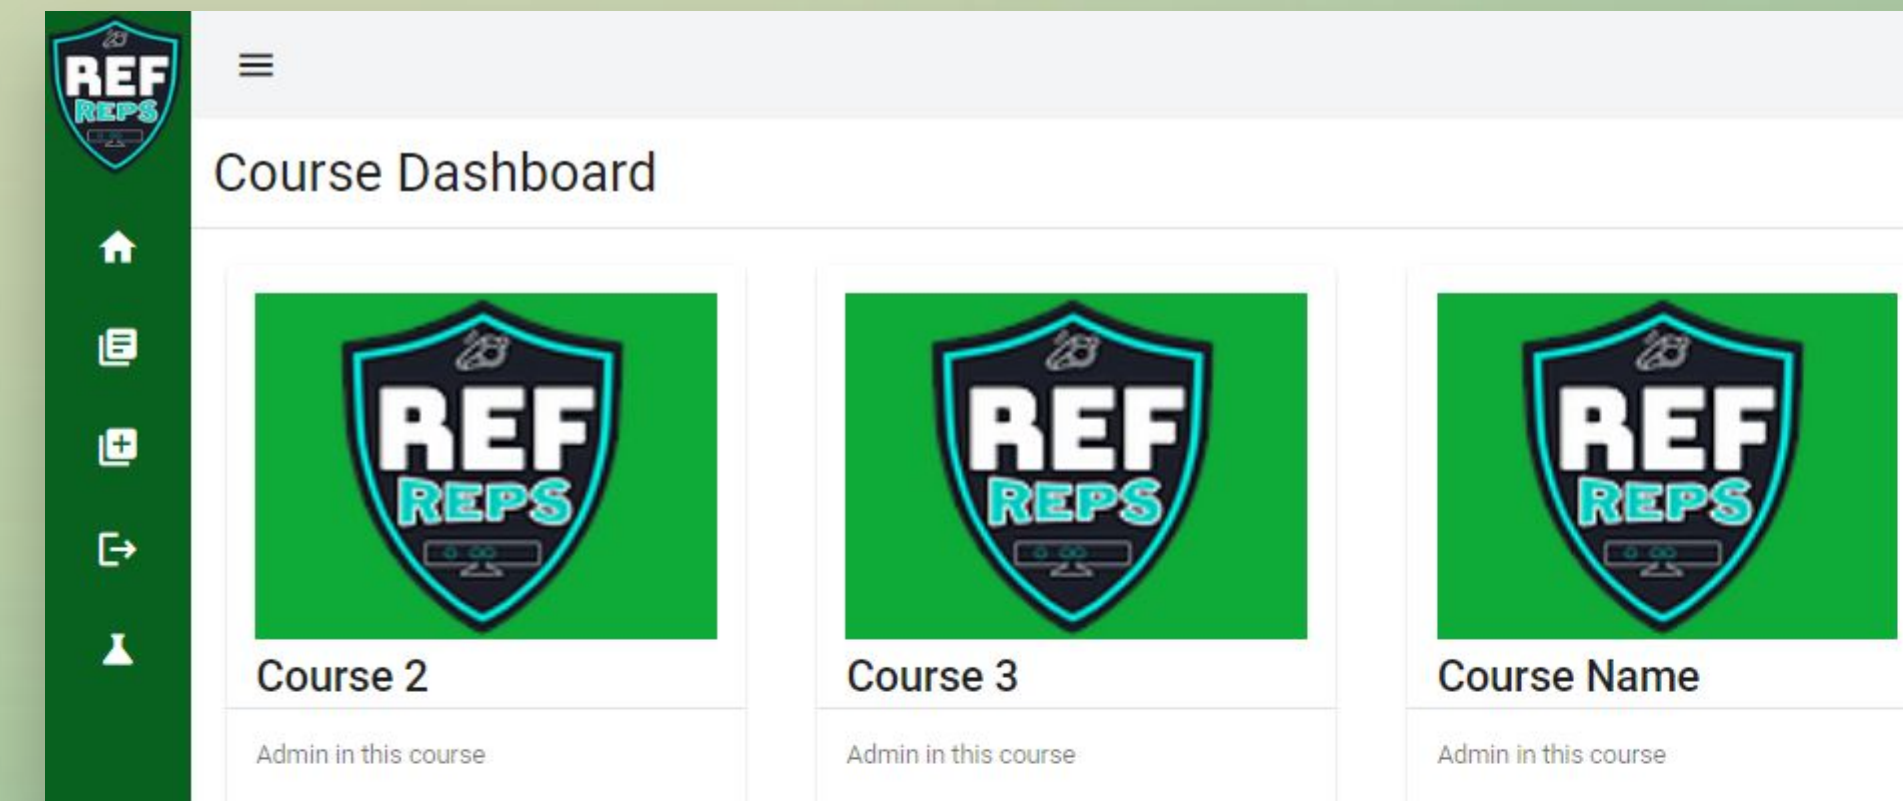 REF
REPS
Course Dashboard
REF
REPS
Course 2
Admin in this course
REF
REPS
Course 3
Admin in this course
REF
REPS
Course Name
Admin in this course